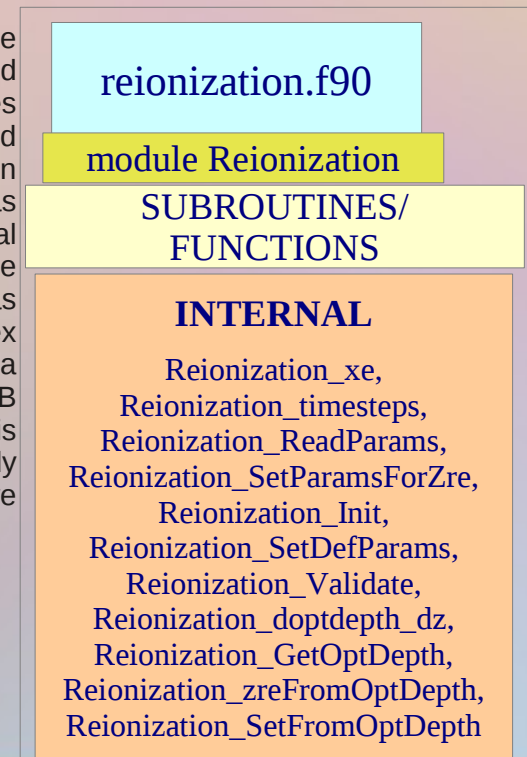 reionization.f90
module Reionization
SUBROUTINES/
FUNCTIONS
INTERNAL
Reionization_xe,
Reionization_timesteps,
Reionization_ReadParams,
Reionization_SetParamsForZre,
Reionization_Init,
Reionization_SetDefParams,
Reionization_Validate,
Reionization_doptdepth_dz,
Reionization_GetOptDepth,
Reionization_zreFromOptDepth,
Reionization_SetFromOptDepth